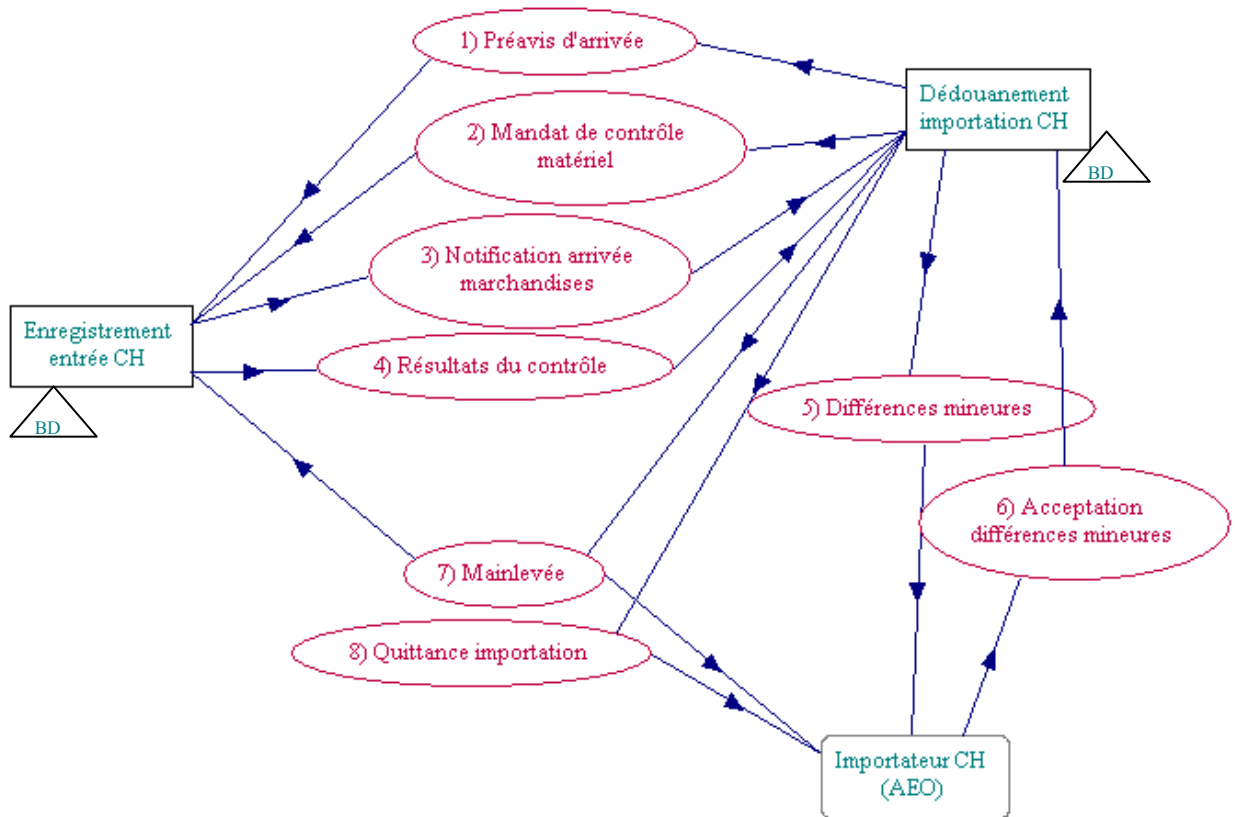 1) Préavis d'arrivée
Dédouanement
importation CH
BD
2) Mandat de contrôle
matériel
3) Notification arrivée
marchandises
Enregistrement
entrée CH
BD
4) Résultats du contrôle
5) Différences mineures
6) Acceptation
différences mineures
7) Mainlevée
8) Quittance importation
Importateur CH
(AEO)